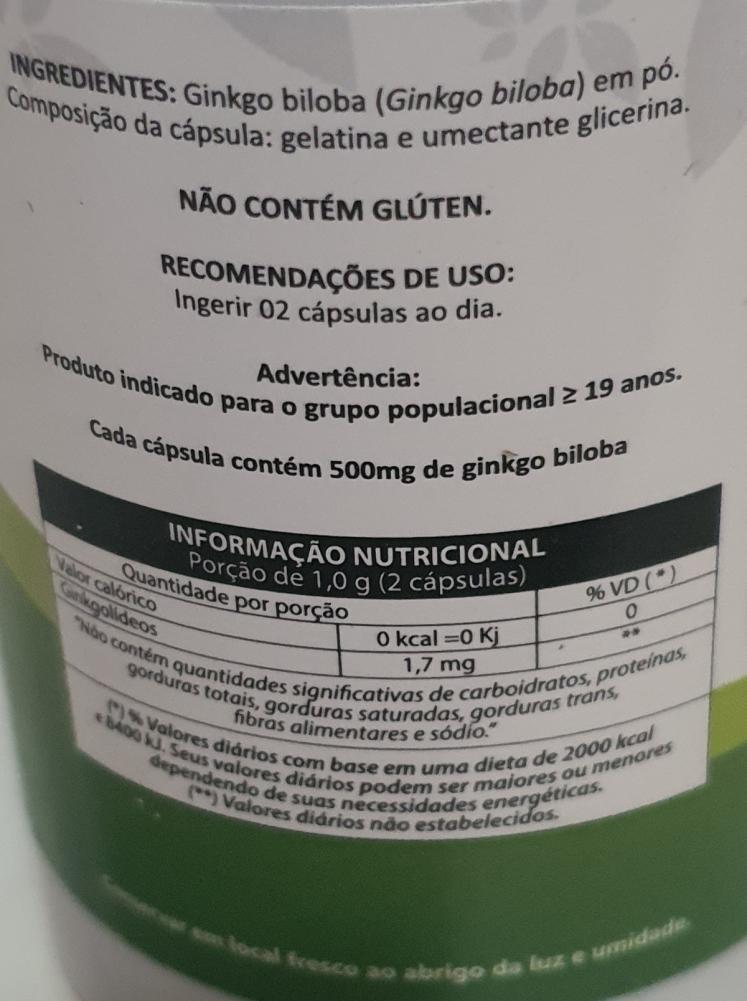 INGREDIENTES: Ginkgo biloba (Ginkgo biloba) em pó.
Composição da cápsula: gelatina e umectante glicerina.
NÃO CONTÉM GLÚTEN.
RECOMENDAÇÕES DE USO:
Ingerir 02 cápsulas ao dia.
Advertência:
Produto indicado para o grupo populacional ≥ 19 anos.
Cada cápsula contém 500mg de ginkgo biloba
INFORMAÇÃO NUTRICIONAL
Porção de 1,0 g (2 cápsulas)
Quantidade por porção % VD (*)
Valor calórico 0 kcal =0 Kj 0
Ginkgolídeos 1,7 mg **
"Não contém quantidades significativas de carboidratos, proteínas,
gorduras totais, gorduras saturadas, gorduras trans,
fibras alimentares e sódio."
(*) % Valores diários com base em uma dieta de 2000 kcal
e 8400 kJ. Seus valores diários podem ser maiores ou menores
dependendo de suas necessidades energéticas.
(**) Valores diários não estabelecidos.
Conservar em local fresco ao abrigo da luz e umidade.